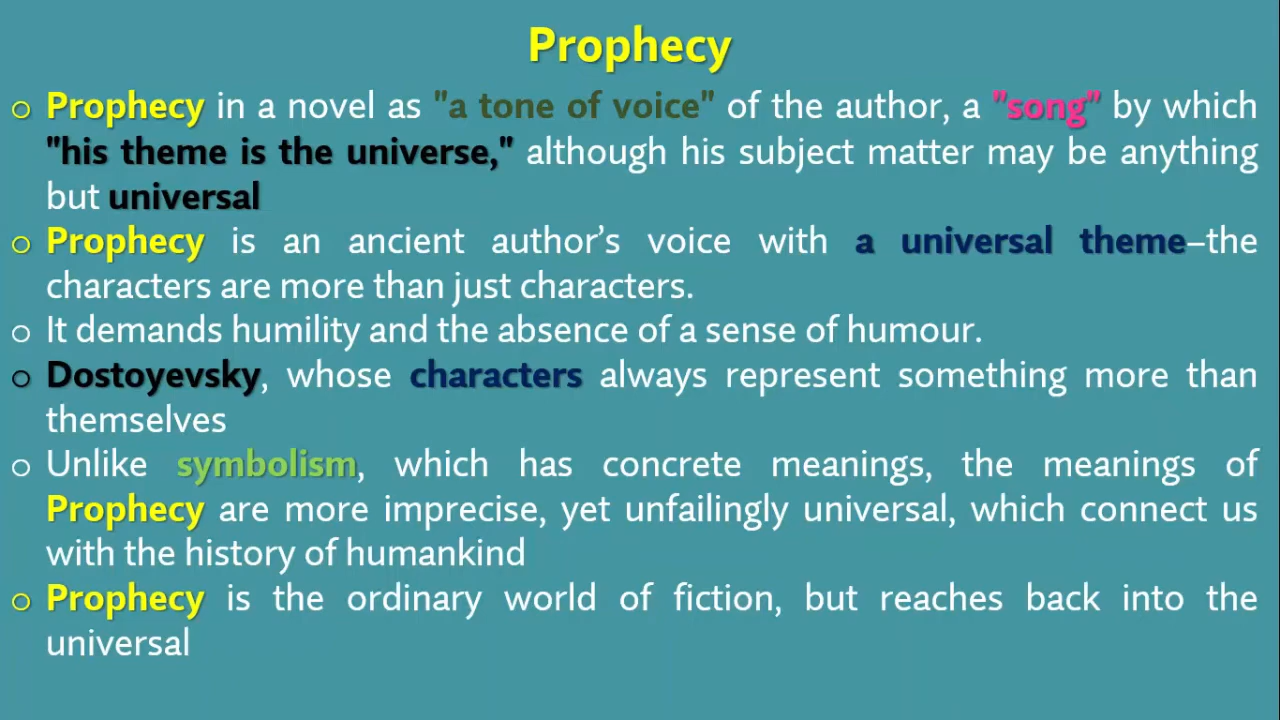 Prophecy
o Prophecy in a novel as "a tone of voice" of the author, a "song" by which
"his theme is the universe," although his subject matter may be anything
but universal
o Prophecy is an ancient author's voice with a universal theme–the
characters are more than just characters.
o It demands humility and the absence of a sense of humour.
o Dostoyevsky, whose characters always represent something more than
themselves
o Unlike symbolism, which has concrete meanings, the meanings of
Prophecy are more imprecise, yet unfailingly universal, which connect us
with the history of humankind
o Prophecy is the ordinary world of fiction, but reaches back into the
universal